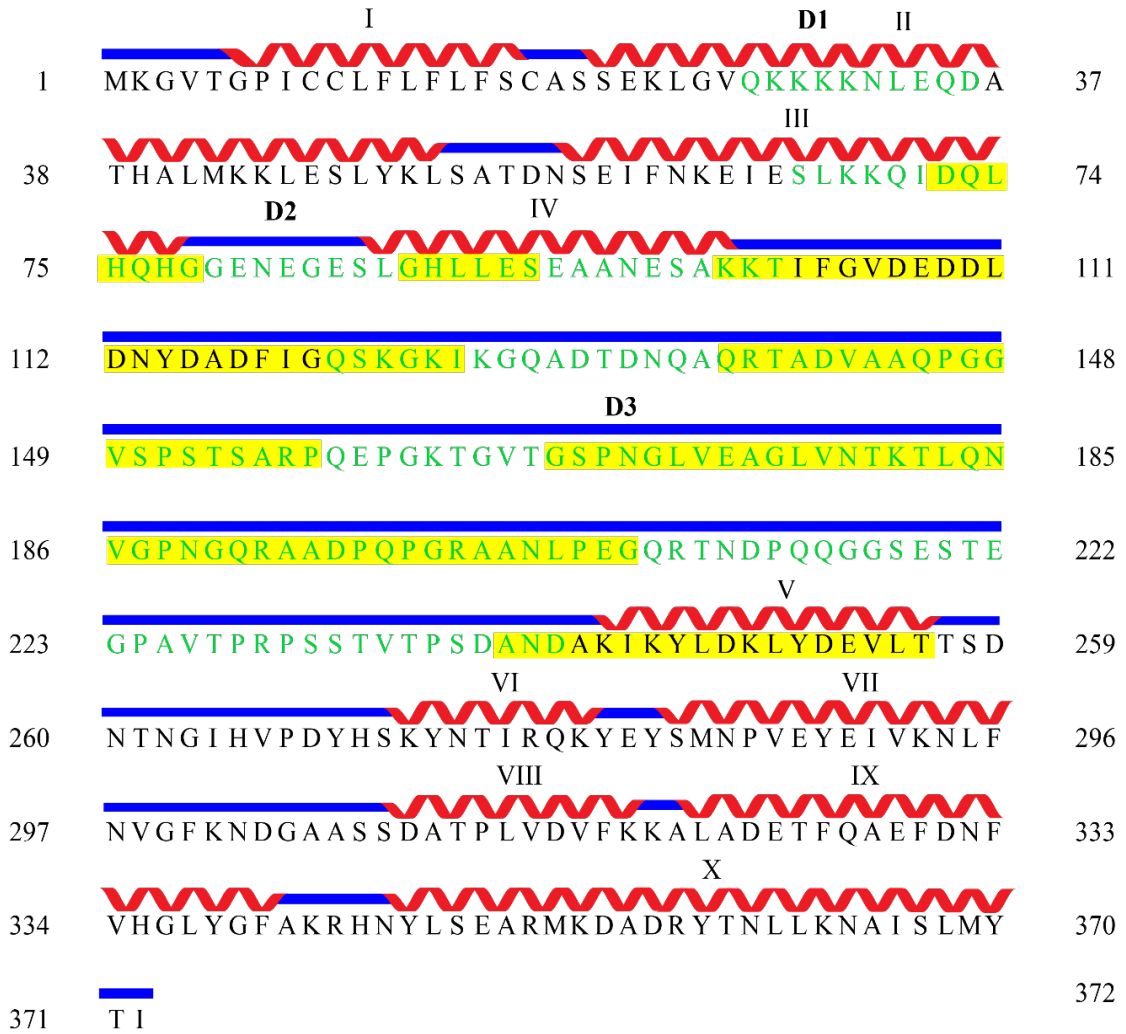 I D1 II
1 MKGVTGPICCLFLFLFSCASSEKLGVQKKKKNLEQDA 37
III
38 THALMKKLESLYKLSATDNSEIFNKEIESLKKQIDQL 74
D2 IV
75 HQHGGENEGESLGHLLESEAANESAKKTIFGVDEDDL 111
112 DNYDADFIGQSKGKIKGQADTDNQAQRTADVAAQPGG 148
D3
149 VSPSTSARPQEPGKTGVTGSPNGLVEAGLVNTKTLQN 185
186 VGPNGQRAADPQPGRAANLPEGQRTNDPQQGGSESTE 222
V
223 GPAVTPRPSSTVTPSDANDAKIKYLDKLYDEVLTTSD 259
VI VII
260 NTNGIHVPDYHSKYNTIRQKYEYSMNPVEYEIVKNLF 296
VIII IX
297 NVGFKNDGAASSDATPLVDVFKKALADETFQAEFDNF 333
X
334 VHGLYGFAKRHNYLSEARMKDADRYTNLLKNAISLMY 370
371 TI 372